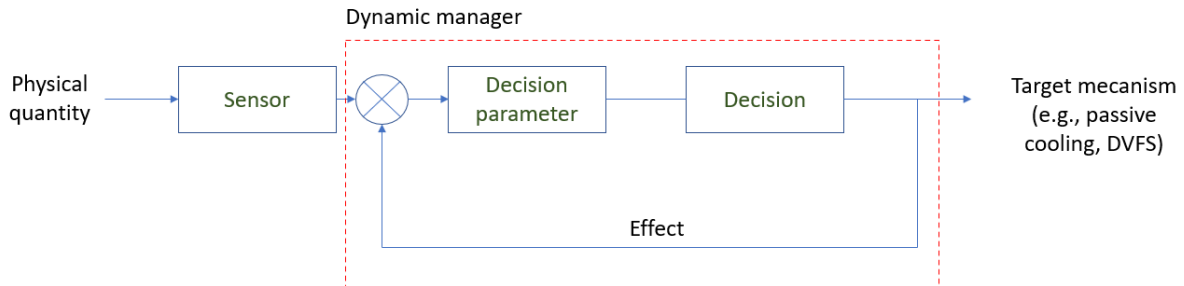 Dynamic manager
Physical
quantity
Sensor
Decision
parameter
Decision
Target mecanism
(e.g., passive
cooling, DVFS)
Effect